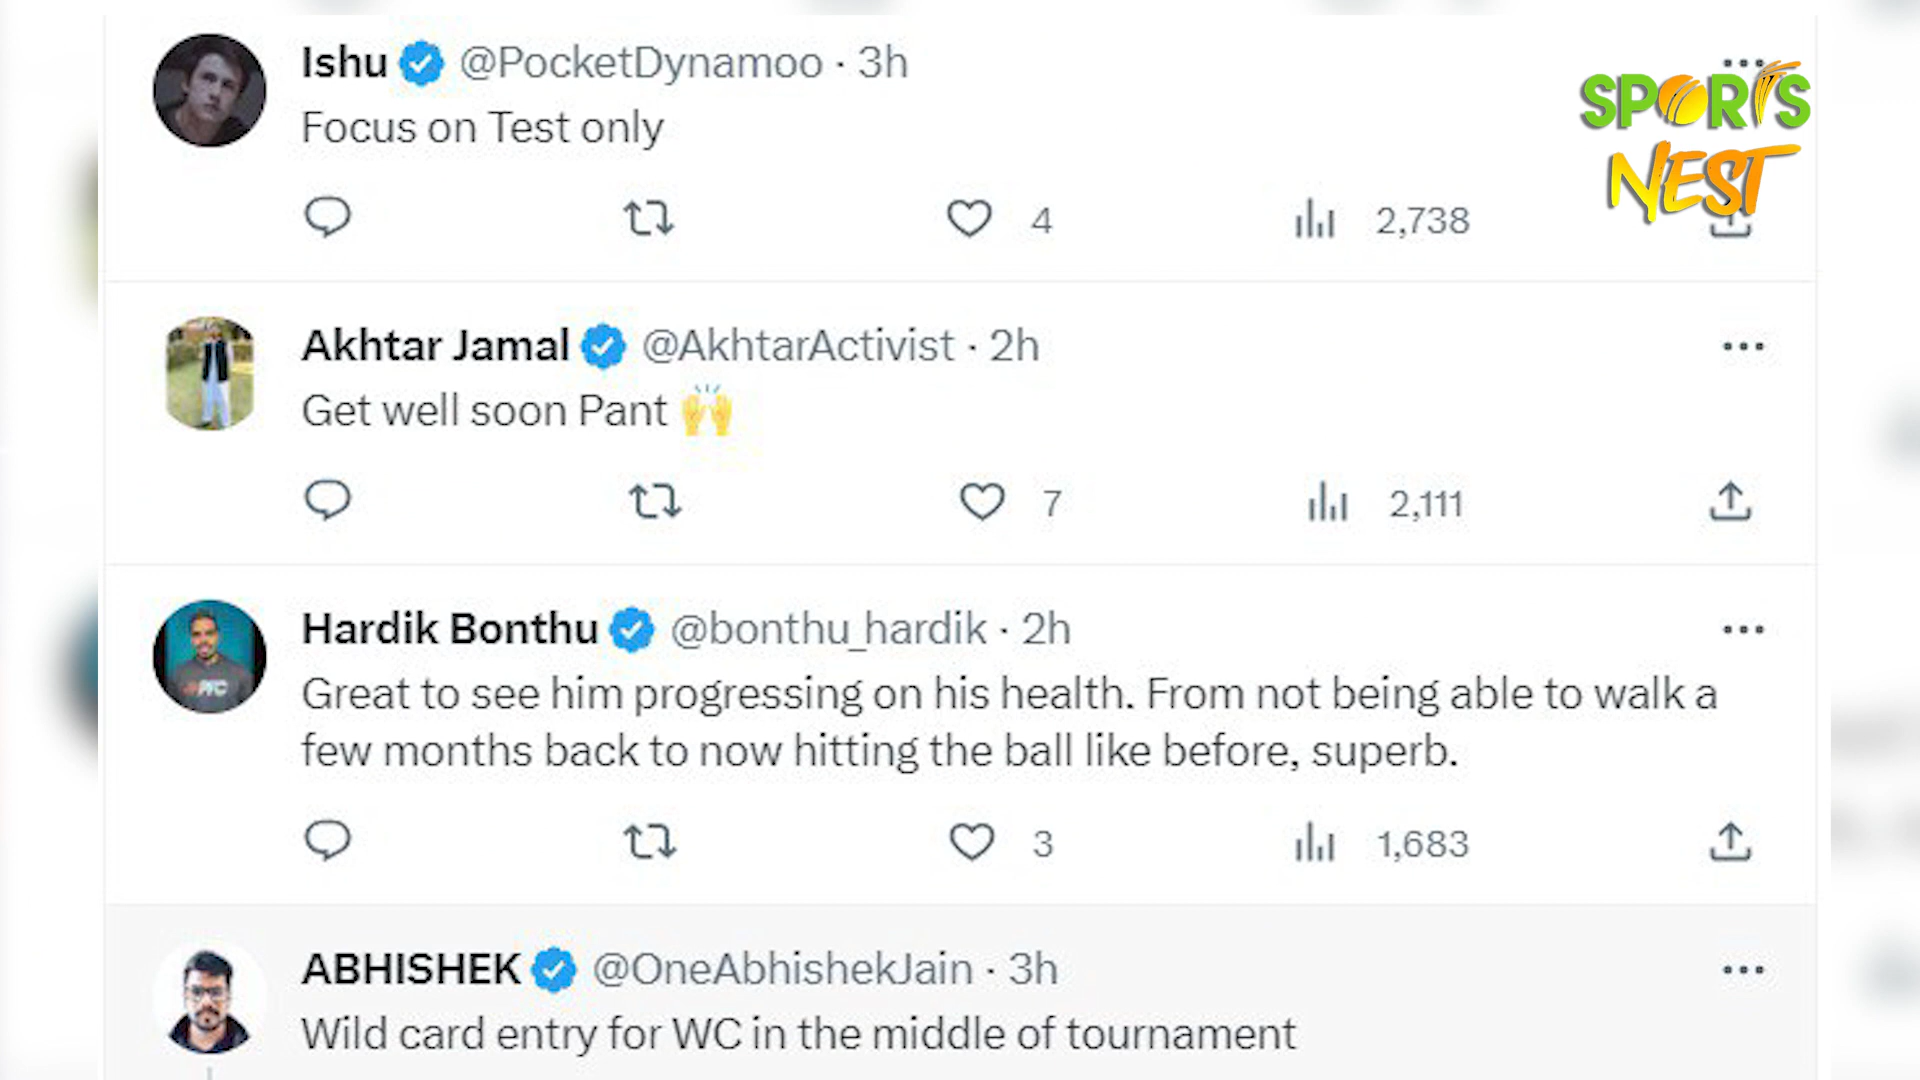 Ishu @PocketDynamoo · 3h
Focus on Test only
4 2,738
SPORTS
NEST
Akhtar Jamal @AkhtarActivist · 2h
Get well soon Pant 🙌
7 2,111
Hardik Bonthu @bonthu_hardik · 2h
Great to see him progressing on his health. From not being able to walk a
few months back to now hitting the ball like before, superb.
3 1,683
ABHISHEK @OneAbhishekJain · 3h
Wild card entry for WC in the middle of tournament